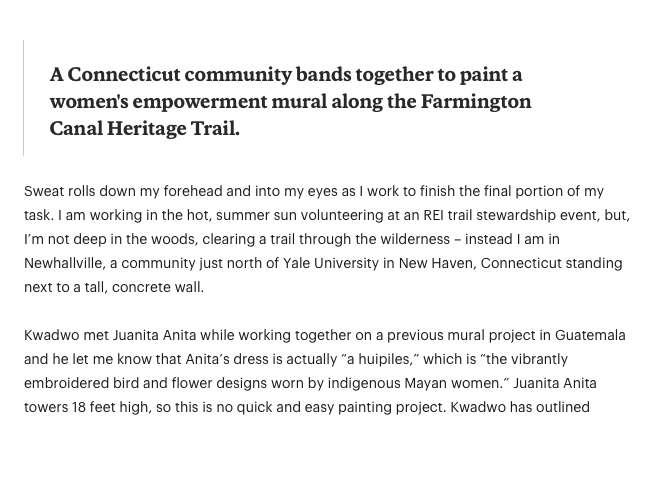 A Connecticut community bands together to paint a
women's empowerment mural along the Farmington
Canal Heritage Trail.
Sweat rolls down my forehead and into my eyes as I work to finish the final portion of my
task. I am working in the hot, summer sun volunteering at an REI trail stewardship event, but,
I’m not deep in the woods, clearing a trail through the wilderness – instead I am in
Newhallville, a community just north of Yale University in New Haven, Connecticut standing
next to a tall, concrete wall.
Kwadwo met Juanita Anita while working together on a previous mural project in Guatemala
and he let me know that Anita’s dress is actually “a huipiles,” which is “the vibrantly
embroidered bird and flower designs worn by indigenous Mayan women.” Juanita Anita
towers 18 feet high, so this is no quick and easy painting project. Kwadwo has outlined